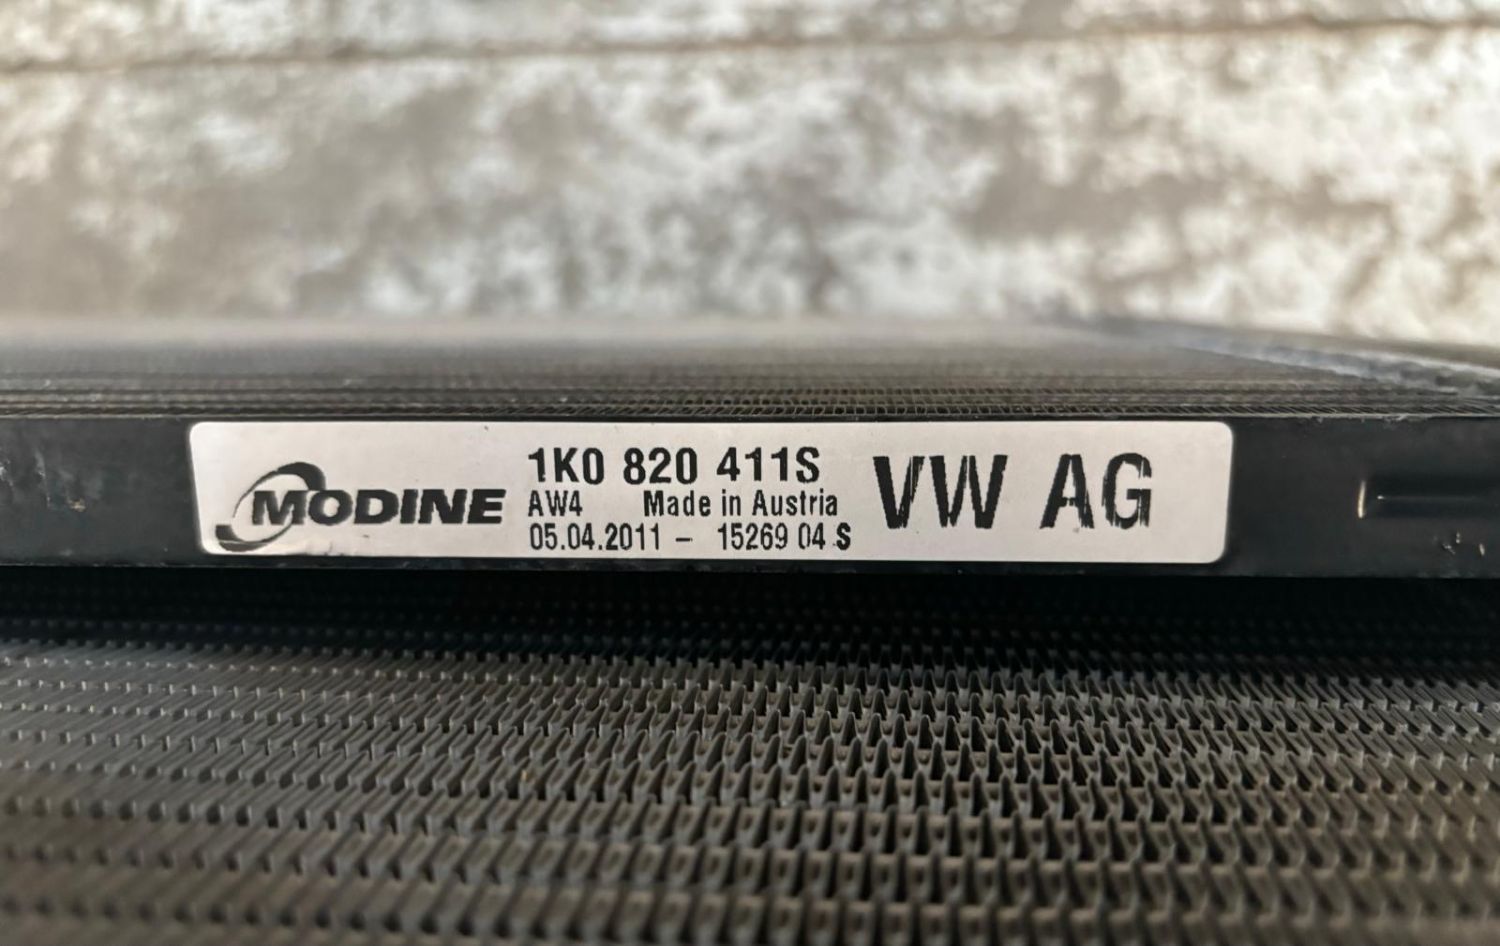 MODINE
1K0 820 411S
AW4 Made in Austria
05.04.2011 - 15269 04 S
VW AG